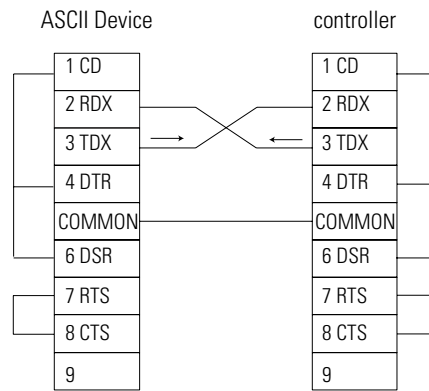 ASCII Device
controller
1 CD
2 RDX
3 TDX
4 DTR
COMMON
6 DSR
7 RTS
8 CTS
9
1 CD
2 RDX
3 TDX
4 DTR
COMMON
6 DSR
7 RTS
8 CTS
9